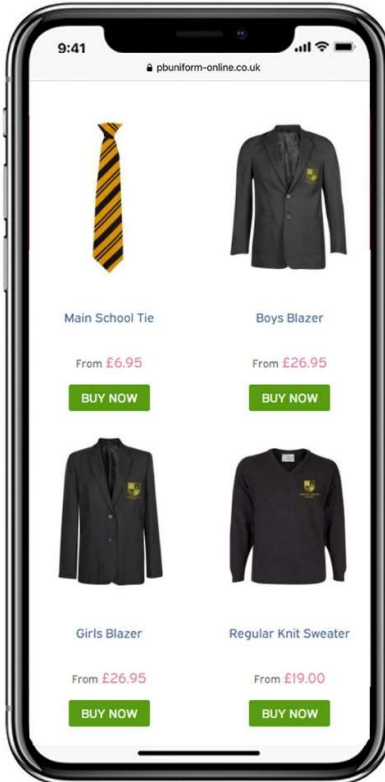 9:41
pbuniform-online.co.uk
Main School Tie
Boys Blazer
From £6.95
From £26.95
BUY NOW
BUY NOW
Girls Blazer
Regular Knit Sweater
From £26.95
From £19.00
BUY NOW
BUY NOW